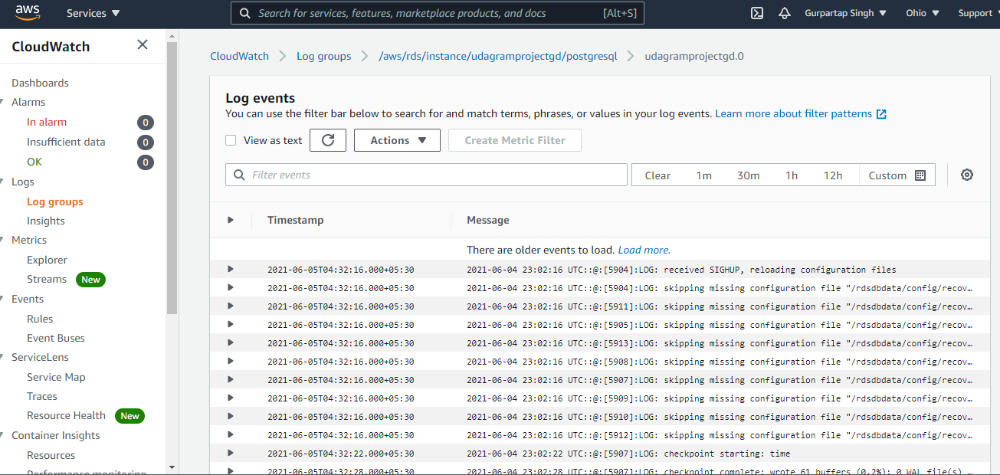 aws
Services
Search for services, features, marketplace products, and docs [Alt+S]
Gurpartap Singh
Ohio
Support
CloudWatch
Dashboards
Alarms
In alarm 0
Insufficient data 0
OK 0
Logs
Log groups
Insights
Metrics
Explorer
Streams New
Events
Rules
Event Buses
ServiceLens
Service Map
Traces
Resource Health New
Container Insights
Resources
Performance monitoring
CloudWatch Log groups /aws/rds/instance/udagramprojectgd/postgresql udagramprojectgd.0
Log events
You can use the filter bar below to search for and match terms, phrases, or values in your log events. Learn more about filter patterns
View as text Actions Create Metric Filter
Filter events Clear 1m 30m 1h 12h Custom
Timestamp Message
There are older events to load. Load more.
2021-06-05T04:32:16.000+05:30 2021-06-04 23:02:16 UTC::@:[5904]:LOG: received SIGHUP, reloading configuration files
2021-06-05T04:32:16.000+05:30 2021-06-04 23:02:16 UTC::@:[5904]:LOG: skipping missing configuration file "/rdsdbdata/config/recov…
2021-06-05T04:32:16.000+05:30 2021-06-04 23:02:16 UTC::@:[5911]:LOG: skipping missing configuration file "/rdsdbdata/config/recov…
2021-06-05T04:32:16.000+05:30 2021-06-04 23:02:16 UTC::@:[5905]:LOG: skipping missing configuration file "/rdsdbdata/config/recov…
2021-06-05T04:32:16.000+05:30 2021-06-04 23:02:16 UTC::@:[5913]:LOG: skipping missing configuration file "/rdsdbdata/config/recov…
2021-06-05T04:32:16.000+05:30 2021-06-04 23:02:16 UTC::@:[5908]:LOG: skipping missing configuration file "/rdsdbdata/config/recov…
2021-06-05T04:32:16.000+05:30 2021-06-04 23:02:16 UTC::@:[5907]:LOG: skipping missing configuration file "/rdsdbdata/config/recov…
2021-06-05T04:32:16.000+05:30 2021-06-04 23:02:16 UTC::@:[5909]:LOG: skipping missing configuration file "/rdsdbdata/config/recov…
2021-06-05T04:32:16.000+05:30 2021-06-04 23:02:16 UTC::@:[5910]:LOG: skipping missing configuration file "/rdsdbdata/config/recov…
2021-06-05T04:32:16.000+05:30 2021-06-04 23:02:16 UTC::@:[5912]:LOG: skipping missing configuration file "/rdsdbdata/config/recov…
2021-06-05T04:32:22.000+05:30 2021-06-04 23:02:22 UTC::@:[5907]:LOG: checkpoint starting: time
2021-06-05T04:32:28.000+05:30 2021-06-04 23:02:28 UTC::@:[5907]:LOG: checkpoint complete: wrote 61 buffers (0.2%); 0 WAL file(s) …